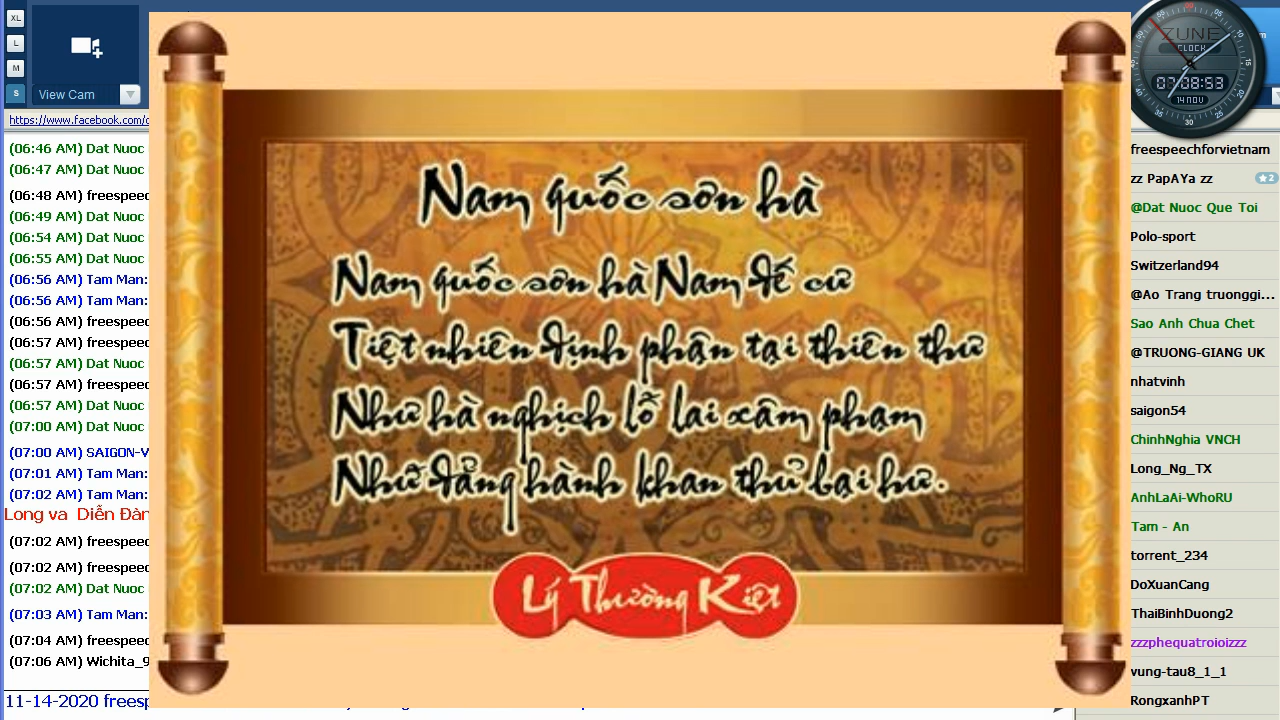 XL
L
M
S
View Cam
https://www.facebook.com/
(06:46 AM) Dat Nuoc
(06:47 AM) Dat Nuoc
(06:48 AM) freespeec
(06:49 AM) Dat Nuoc
(06:54 AM) Dat Nuoc
(06:55 AM) Dat Nuoc
(06:56 AM) Tam Man:
(06:56 AM) Tam Man:
(06:56 AM) freespeec
(06:57 AM) freespeec
(06:57 AM) Dat Nuoc
(06:57 AM) freespeec
(06:57 AM) Dat Nuoc
(07:00 AM) Dat Nuoc
(07:00 AM) SAIGON-V
(07:01 AM) Tam Man:
(07:02 AM) Tam Man:
Long va Diễn Đàn
(07:02 AM) freespeec
(07:02 AM) freespeec
(07:02 AM) Dat Nuoc
(07:03 AM) Tam Man:
(07:04 AM) freespeec
(07:06 AM) Wichita_9
11-14-2020 freesp
Nam quốc sơn hà
Nam quốc sơn hà Nam đế cư
Tiệt nhiên định phận tại thiên thư
Như hà nghịch lỗ lai xâm phạm
Nhữ đẳng hành khan thủ bại hư.
Lý Thường Kiệt
ZUNE
CLOCK
07:08:53
14 NOV
freespeechforvietnam
zz PapAYa zz
★2
@Dat Nuoc Que Toi
Polo-sport
Switzerland94
@Ao Trang truonggi...
Sao Anh Chua Chet
@TRUONG-GIANG UK
nhatvinh
saigon54
ChinhNghia VNCH
Long_Ng_TX
AnhLaAi-WhoRU
Tam - An
torrent_234
DoXuanCang
ThaiBinhDuong2
zzzphequatroioizzz
vung-tau8_1_1
RongxanhPT